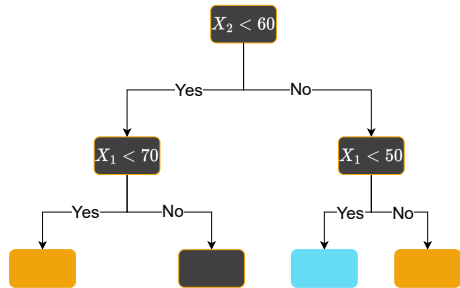 X₂ < 60
Yes
No
X₁ < 70
X₁ < 50
Yes
No
Yes
No